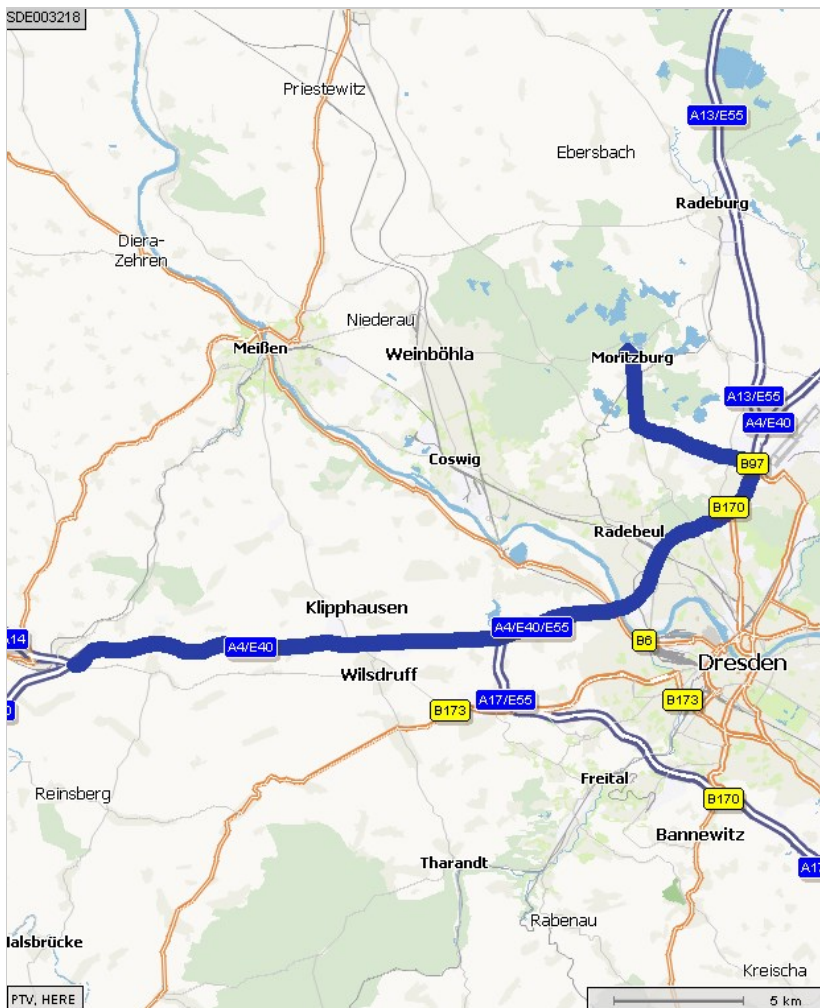 SDE003218
Priestewitz
A13/E55
Ebersbach
Radeburg
Diera-
Zehren
Niederau
Meißen
Weinböhla
Moritzburg
A13/E55
A4/E40
Coswig
B97
B170
Radebeul
Klipphausen
A4/E40/E55
A14
A4/E40
B6
Dresden
Wilsdruff
A17/E55
B173
B173
Freital
Reinsberg
B170
Bannewitz
Tharandt
A17
Rabenau
Halsbrücke
Kreischa
PTV, HERE
5 km